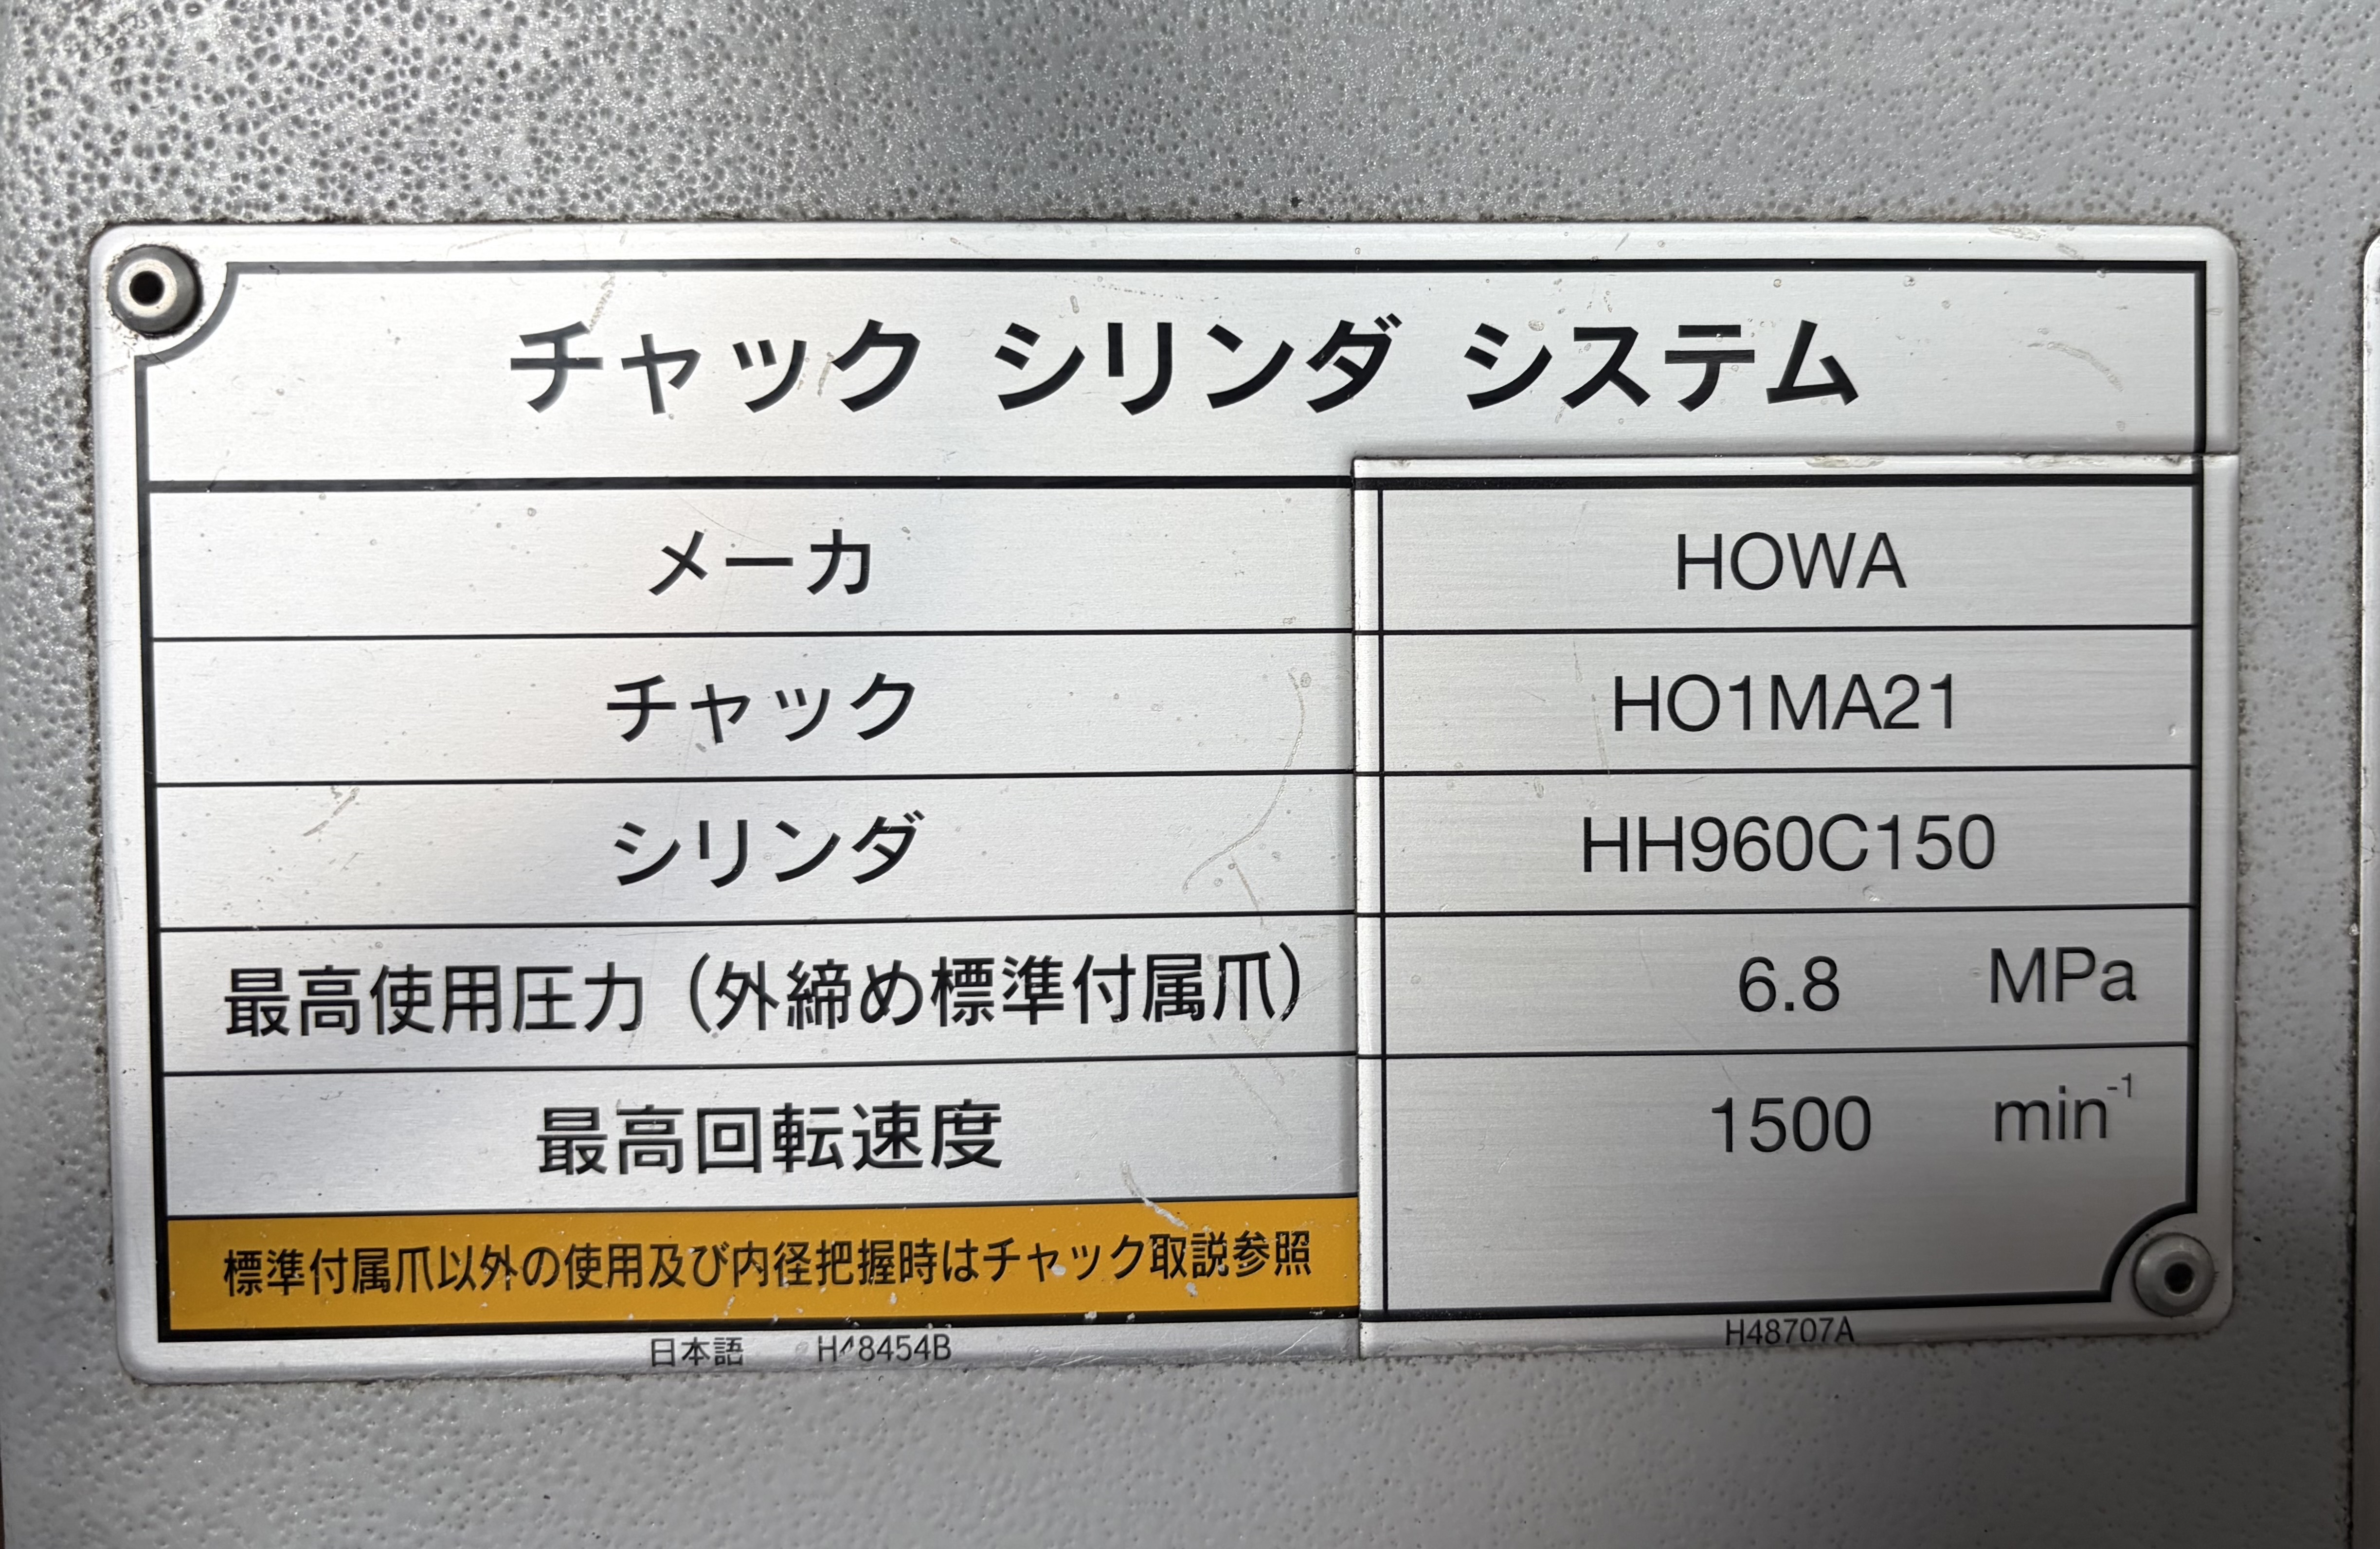 チャック シリンダ システム
メーカ HOWA
チャック HO1MA21
シリンダ HH960C150
最高使用圧力（外締め標準付属爪） 6.8 MPa
最高回転速度 1500 min⁻¹
標準付属爪以外の使用及び内径把握時はチャック取説参照
日本語 H48454B
H48707A